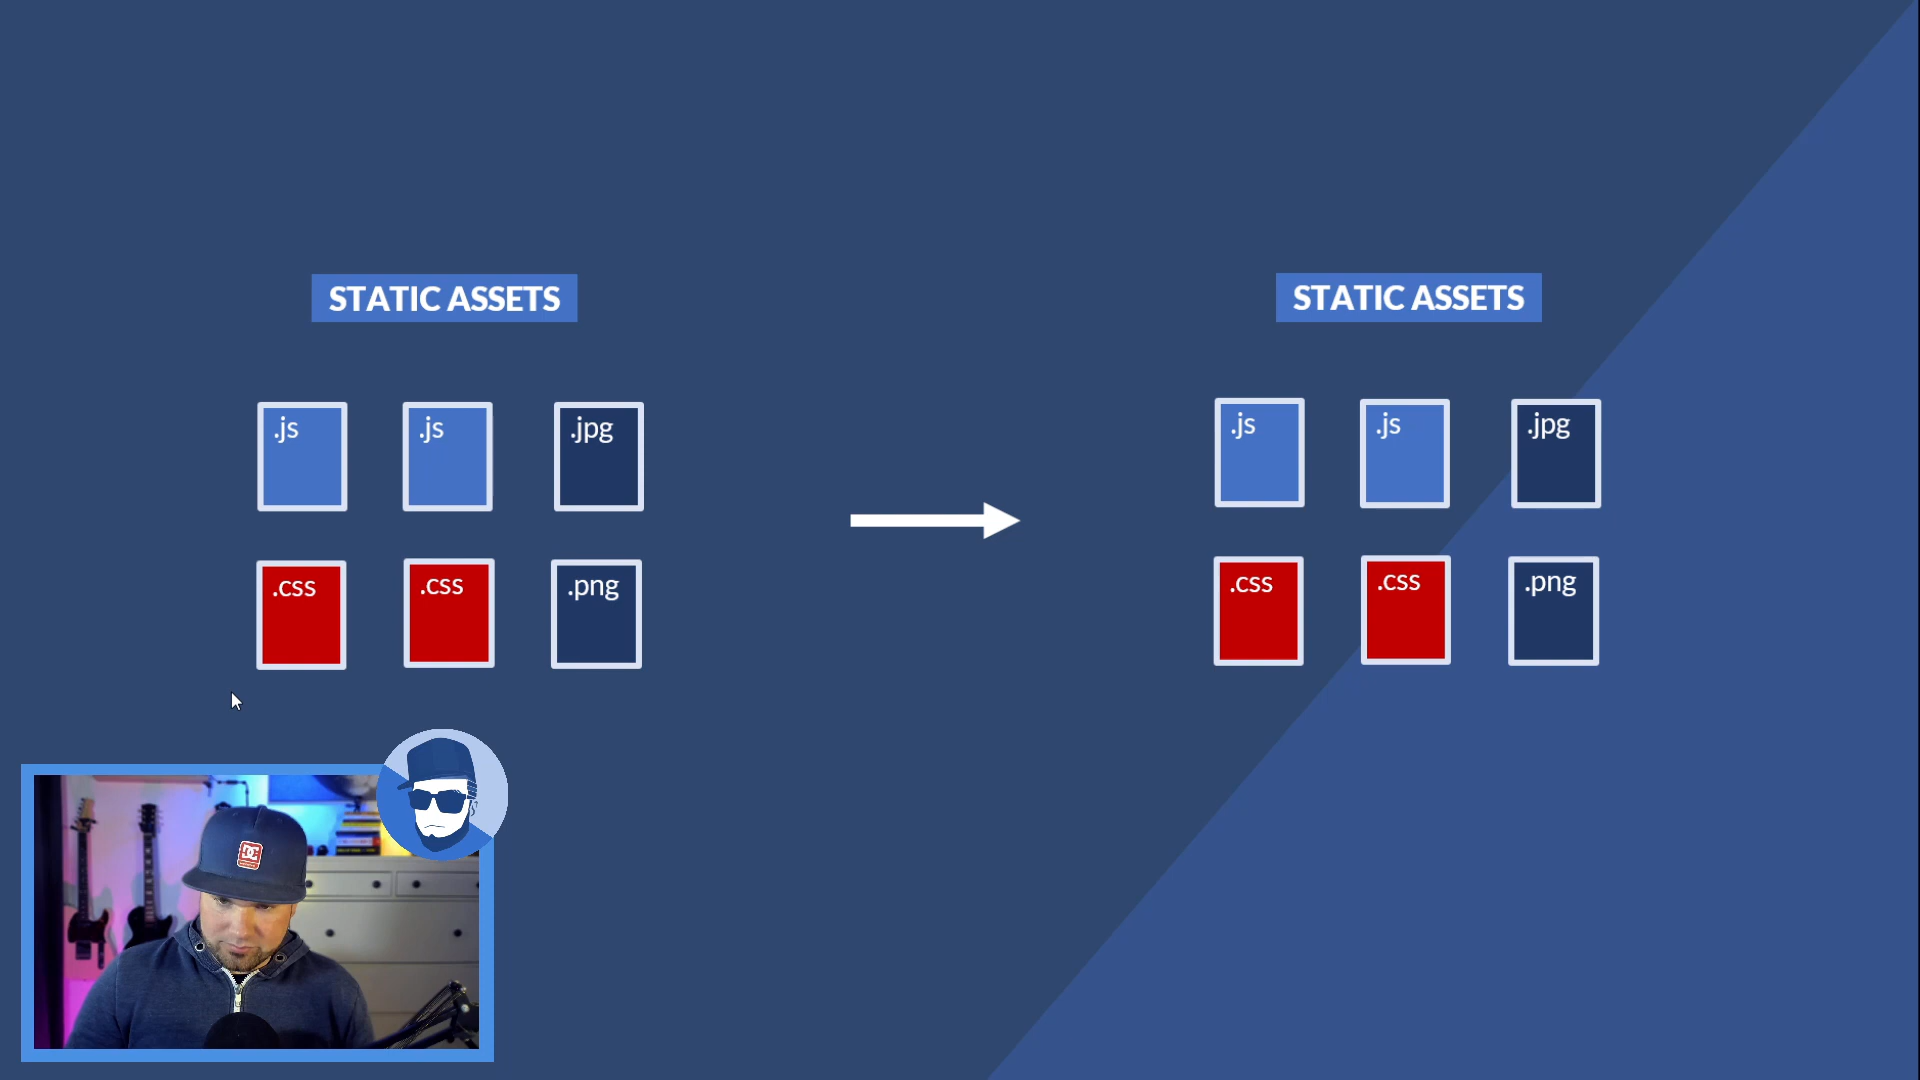 STATIC ASSETS
.js .js .jpg
.css .css .png
STATIC ASSETS
.js .js .jpg
.css .css .png